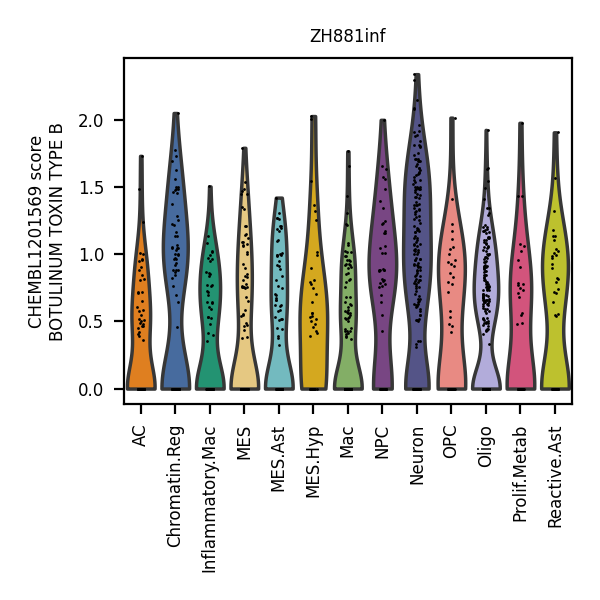 ZH881inf
CHEMBL1201569 score
BOTULINUM TOXIN TYPE B
2.0
1.5
1.0
0.5
0.0
AC
Chromatin.Reg
Inflammatory.Mac
MES
MES.Ast
MES.Hyp
Mac
NPC
Neuron
OPC
Oligo
Prolif.Metab
Reactive.Ast